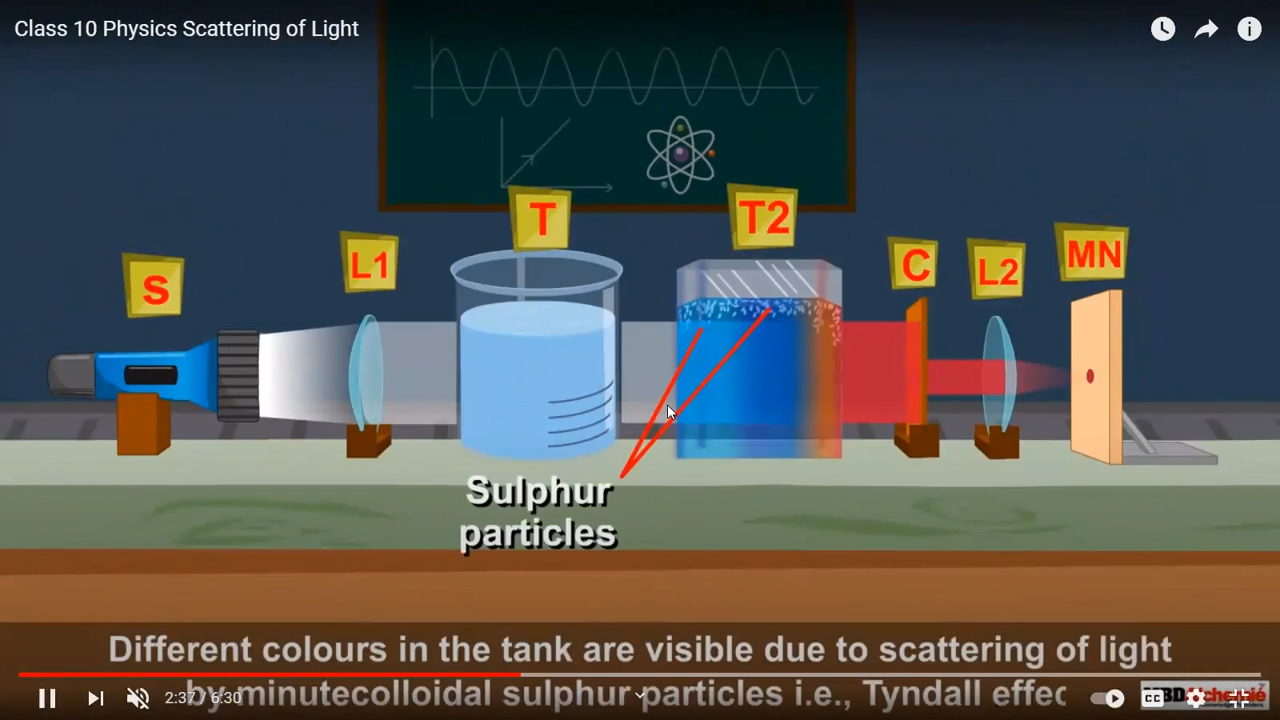 Class 10 Physics Scattering of Light
S
L1
T
T2
C
L2
MN
Sulphur
particles
Different colours in the tank are visible due to scattering of light
by minutecolloidal sulphur particles i.e., Tyndall effec
2:37 / 6:30
CC